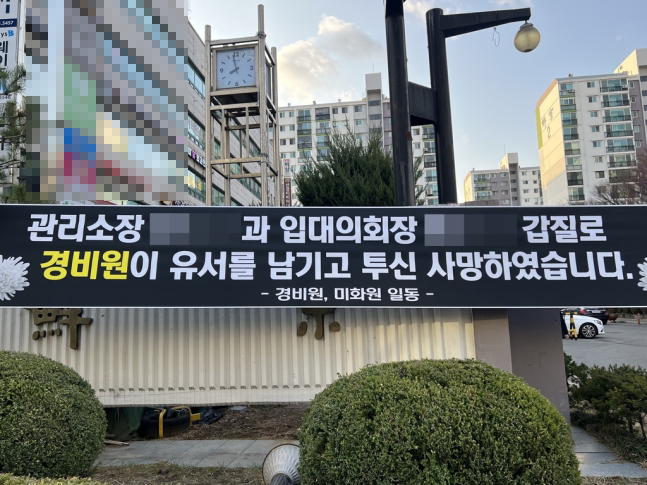 관리소장 과 입대의회장 갑질로
경비원이 유서를 남기고 투신 사망하였습니다.
- 경비원, 미화원 일동 -